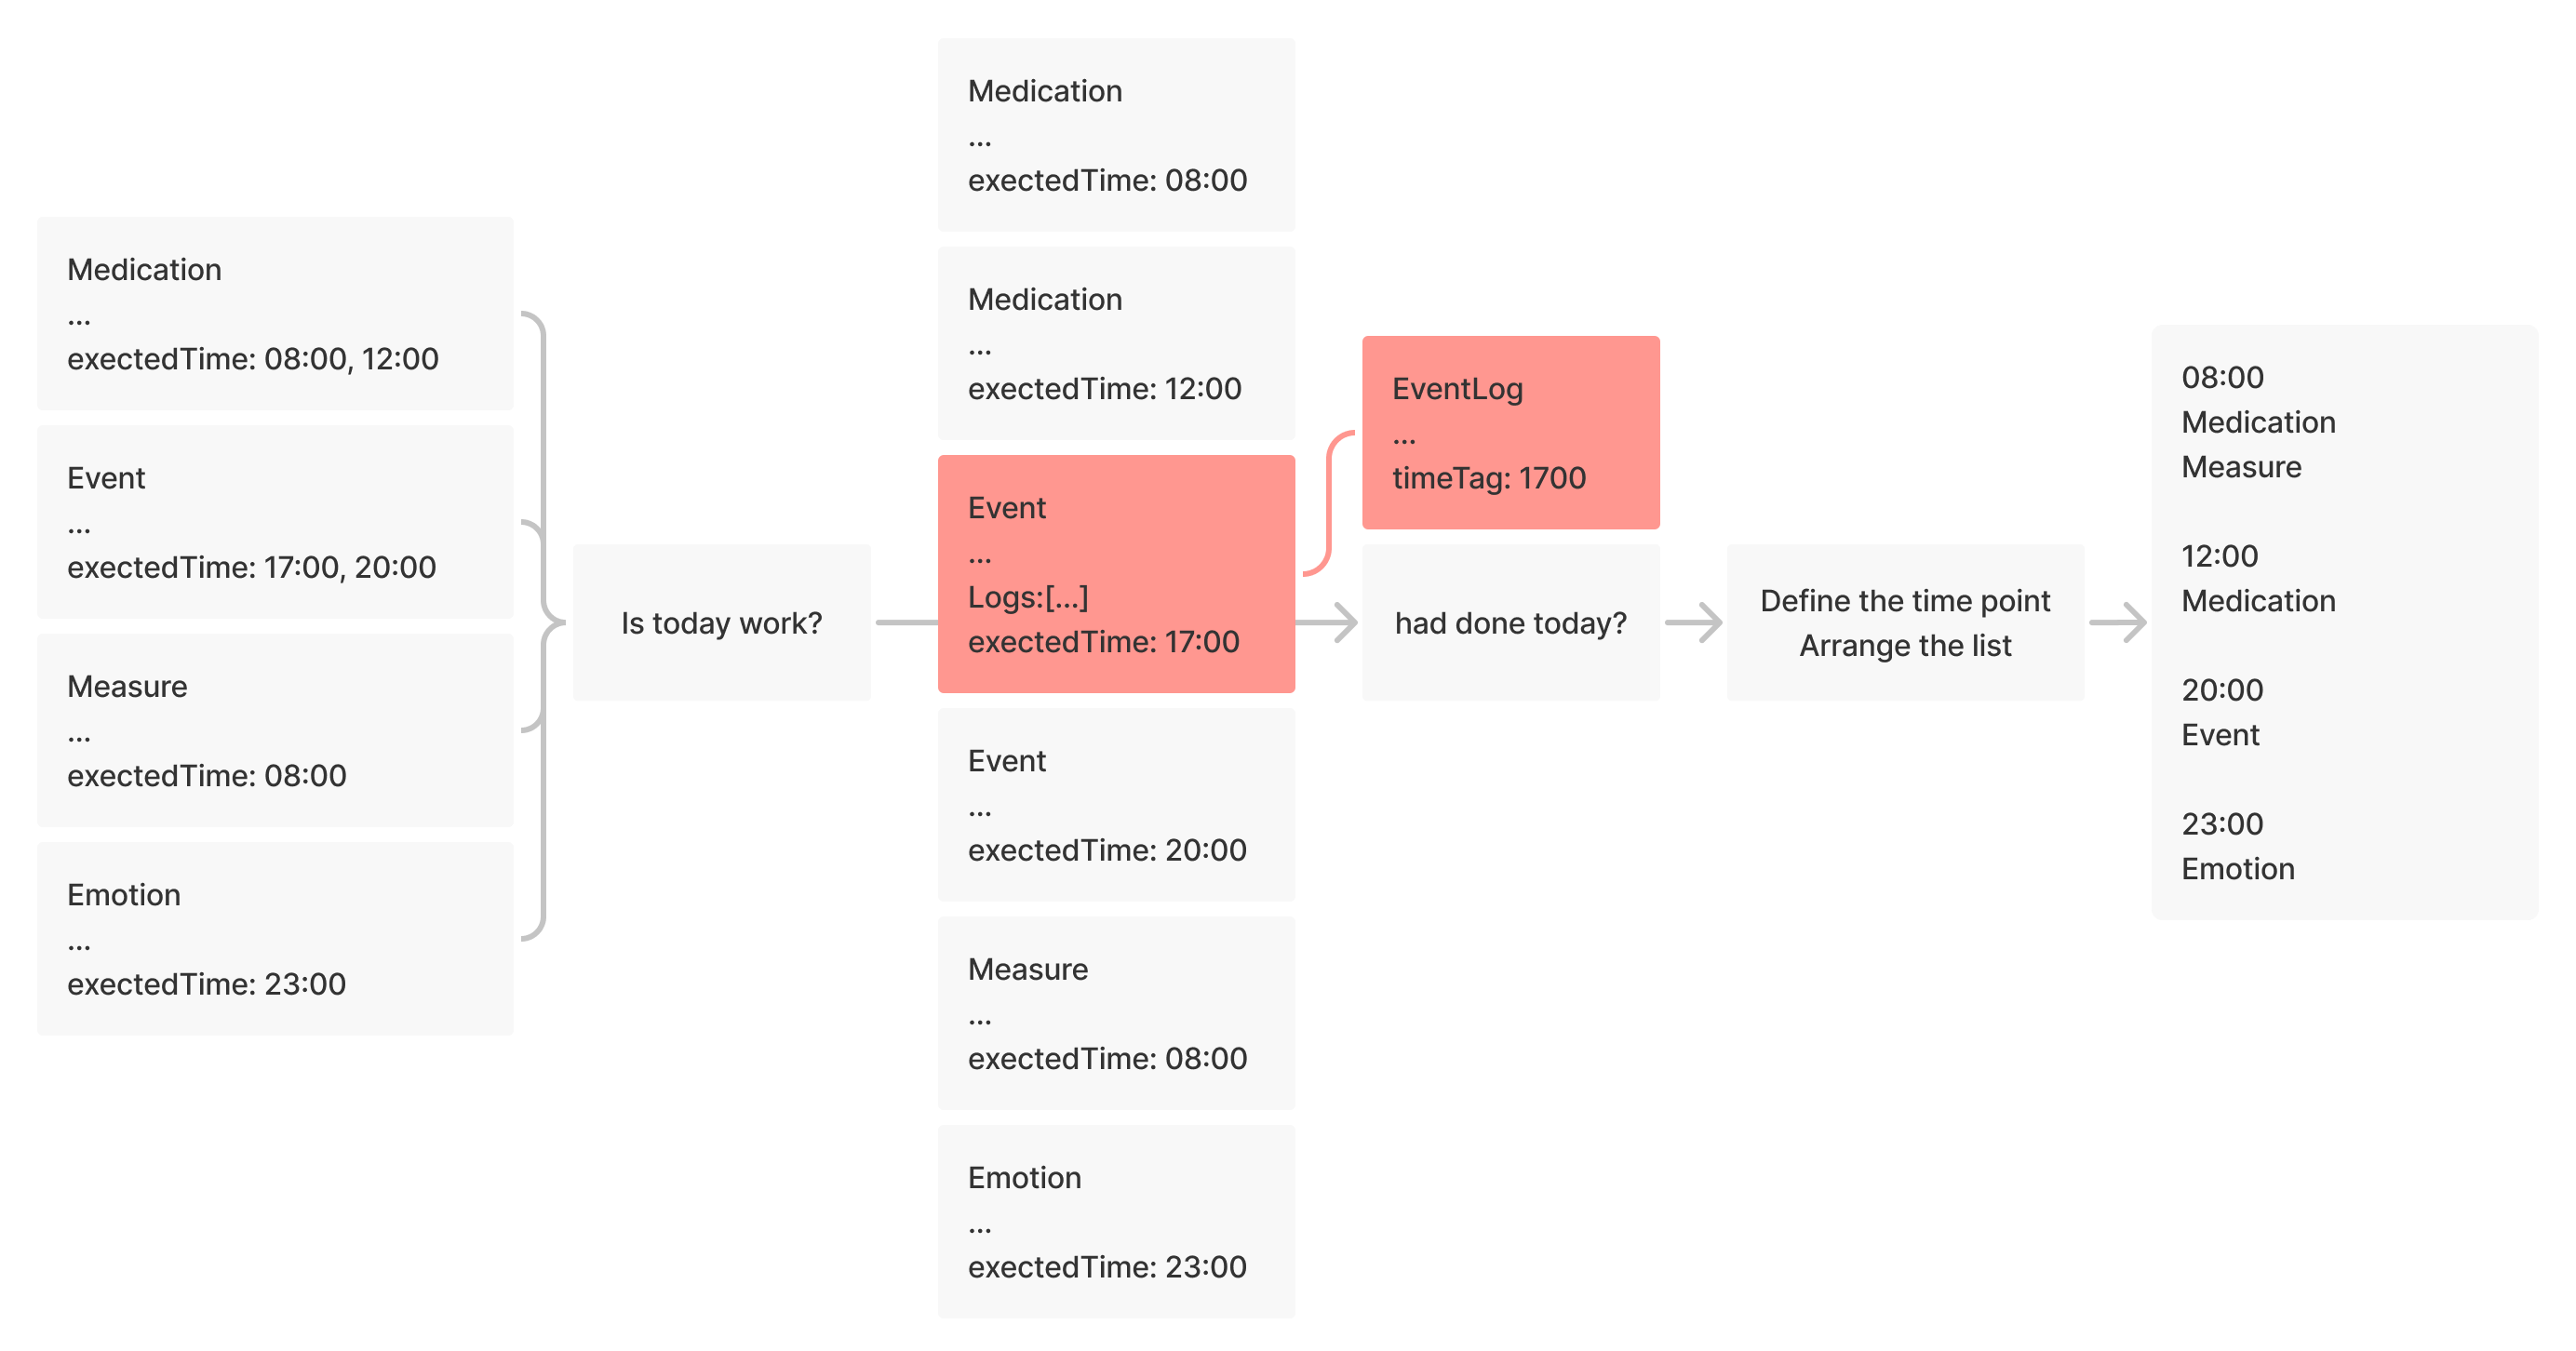 Medication
...
exectedTime: 08:00, 12:00
Event
...
exectedTime: 17:00, 20:00
Measure
...
exectedTime: 08:00
Emotion
...
exectedTime: 23:00
Is today work?
Medication
...
exectedTime: 08:00
Medication
...
exectedTime: 12:00
Event
...
Logs:[...]
exectedTime: 17:00
Event
...
exectedTime: 20:00
Measure
...
exectedTime: 08:00
Emotion
...
exectedTime: 23:00
EventLog
...
timeTag: 1700
had done today?
Define the time point
Arrange the list
08:00
Medication
Measure
12:00
Medication
20:00
Event
23:00
Emotion